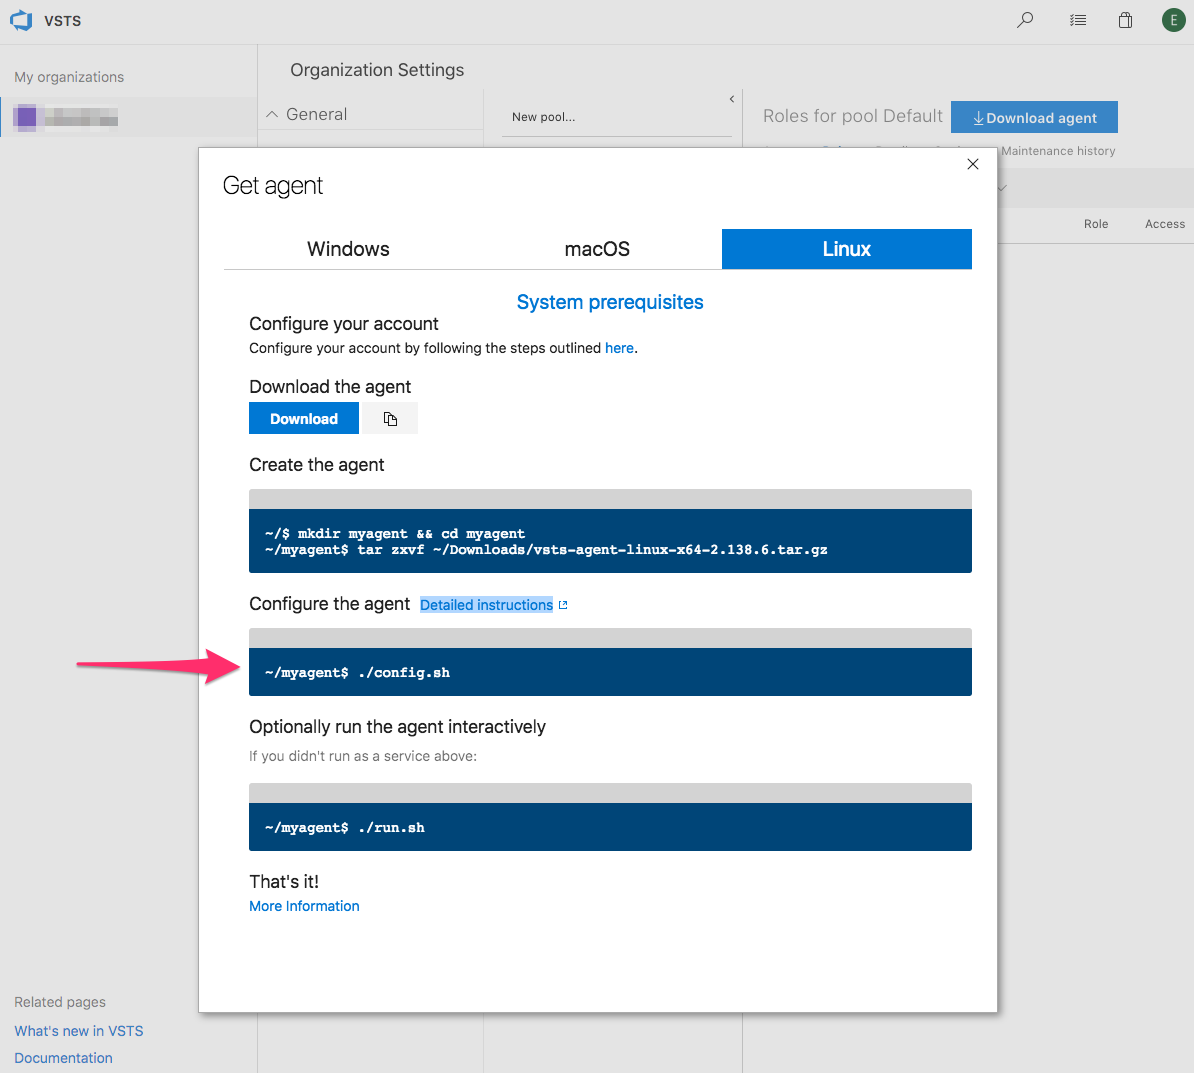 VSTS
E
My organizations
Organization Settings
General
New pool...
Roles for pool Default
Download agent
Maintenance history
Role
Access
Get agent
Windows
macOS
Linux
System prerequisites
Configure your account
Configure your account by following the steps outlined here.
Download the agent
Download
Create the agent
~/$ mkdir myagent && cd myagent
~/myagent$ tar zxvf ~/Downloads/vsts-agent-linux-x64-2.138.6.tar.gz
Configure the agent Detailed instructions
~/myagent$ ./config.sh
Optionally run the agent interactively
If you didn't run as a service above:
~/myagent$ ./run.sh
That's it!
More Information
Related pages
What's new in VSTS
Documentation